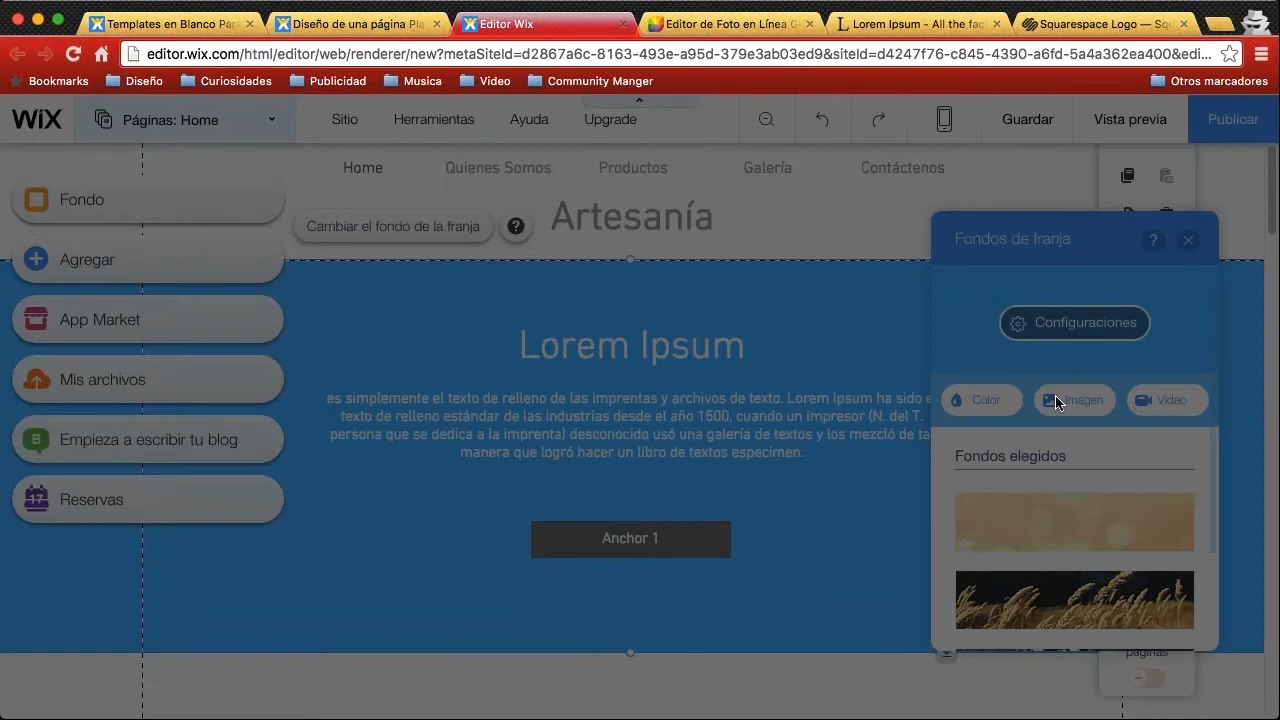 Templates en Blanco Par
Diseño de una página Pla
Editor Wix
Editor de Foto en Línea G
Lorem Ipsum - All the fac
Squarespace Logo — Squ
editor.wix.com/html/editor/web/renderer/new?metaSiteId=d2867a6c-8163-493e-a95d-379e3ab03ed9&siteId=d4247f76-c845-4390-a6fd-5a4a362ea400&edi...
Bookmarks
Diseño
Curiosidades
Publicidad
Musica
Video
Community Manger
Otros marcadores
WiX
Páginas: Home
Sitio
Herramientas
Ayuda
Upgrade
Guardar
Vista previa
Publicar
Home
Quienes Somos
Productos
Galería
Contáctenos
Fondo
Cambiar el fondo de la franja
?
Artesanía
Fondos de franja
?
Agregar
App Market
Configuraciones
Lorem Ipsum
Mis archivos
es simplemente el texto de relleno de las imprentas y archivos de texto. Lorem Ipsum ha sido e
texto de relleno estándar de las industrias desde el año 1500, cuando un impresor (N. del T.
persona que se dedica a la imprenta) desconocido usó una galería de textos y los mezcló de ta
manera que logró hacer un libro de textos especimen.
Color
Imagen
Video
B
Empieza a escribir tu blog
Fondos elegidos
17
Reservas
Anchor 1
páginas